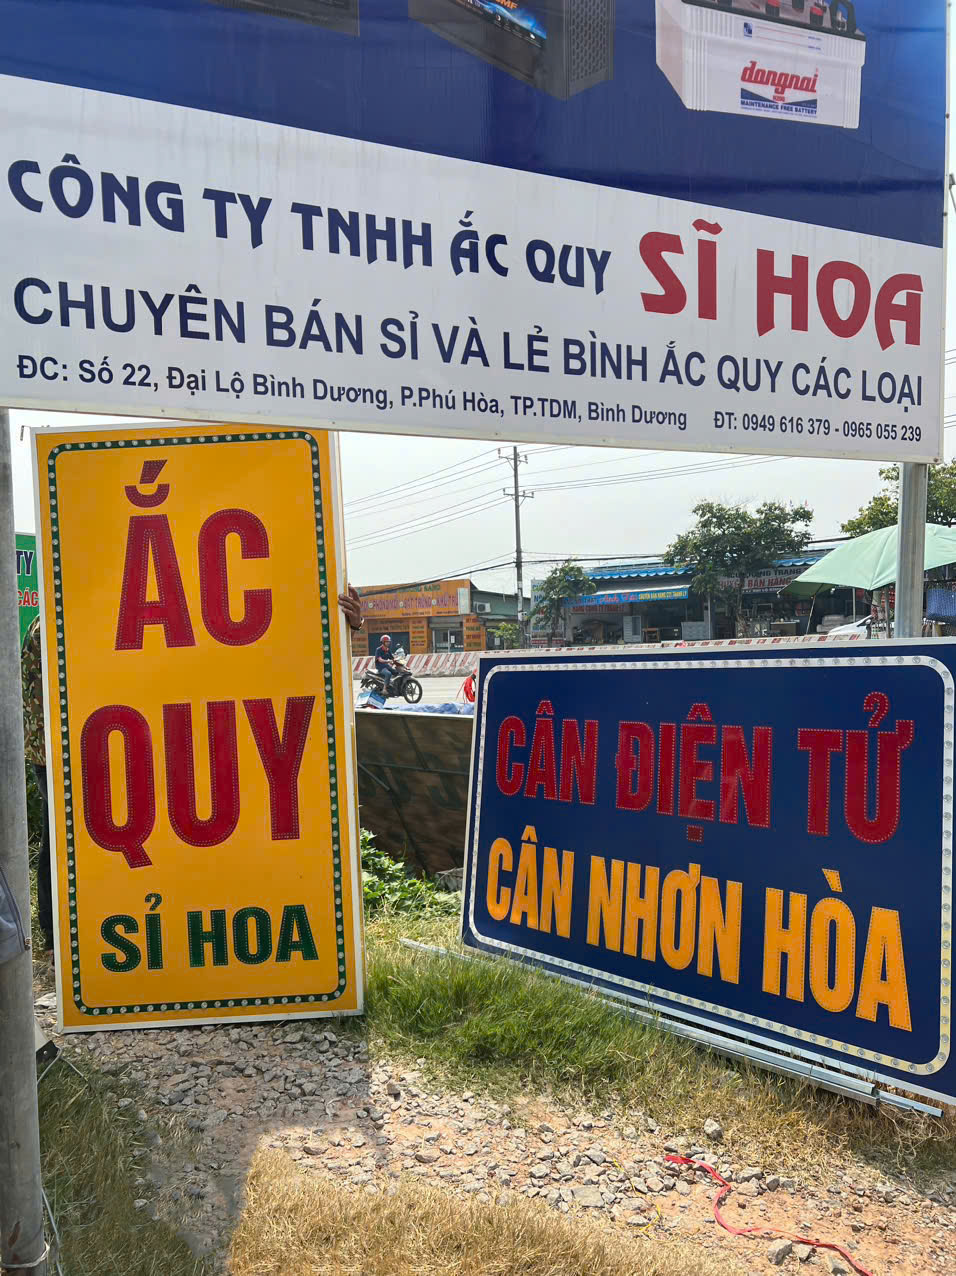 dongnai
MAINTENANCE FREE BATTERY
CÔNG TY TNHH ẮC QUY SĨ HOA
CHUYÊN BÁN SỈ VÀ LẺ BÌNH ẮC QUY CÁC LOẠI
ĐC: Số 22, Đại Lộ Bình Dương, P.Phú Hòa, TP.TDM, Bình Dương ĐT: 0949 616 379 - 0965 055 239
ẮC
QUY
SỈ HOA
CÂN ĐIỆN TỬ
CÂN NHƠN HÒA
TY
CÁC